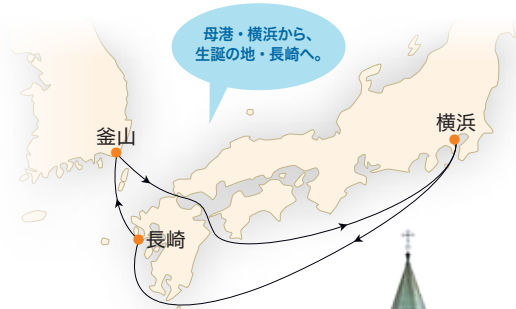 母港・横浜から、
生誕の地・長崎へ。
釜山
横浜
長崎